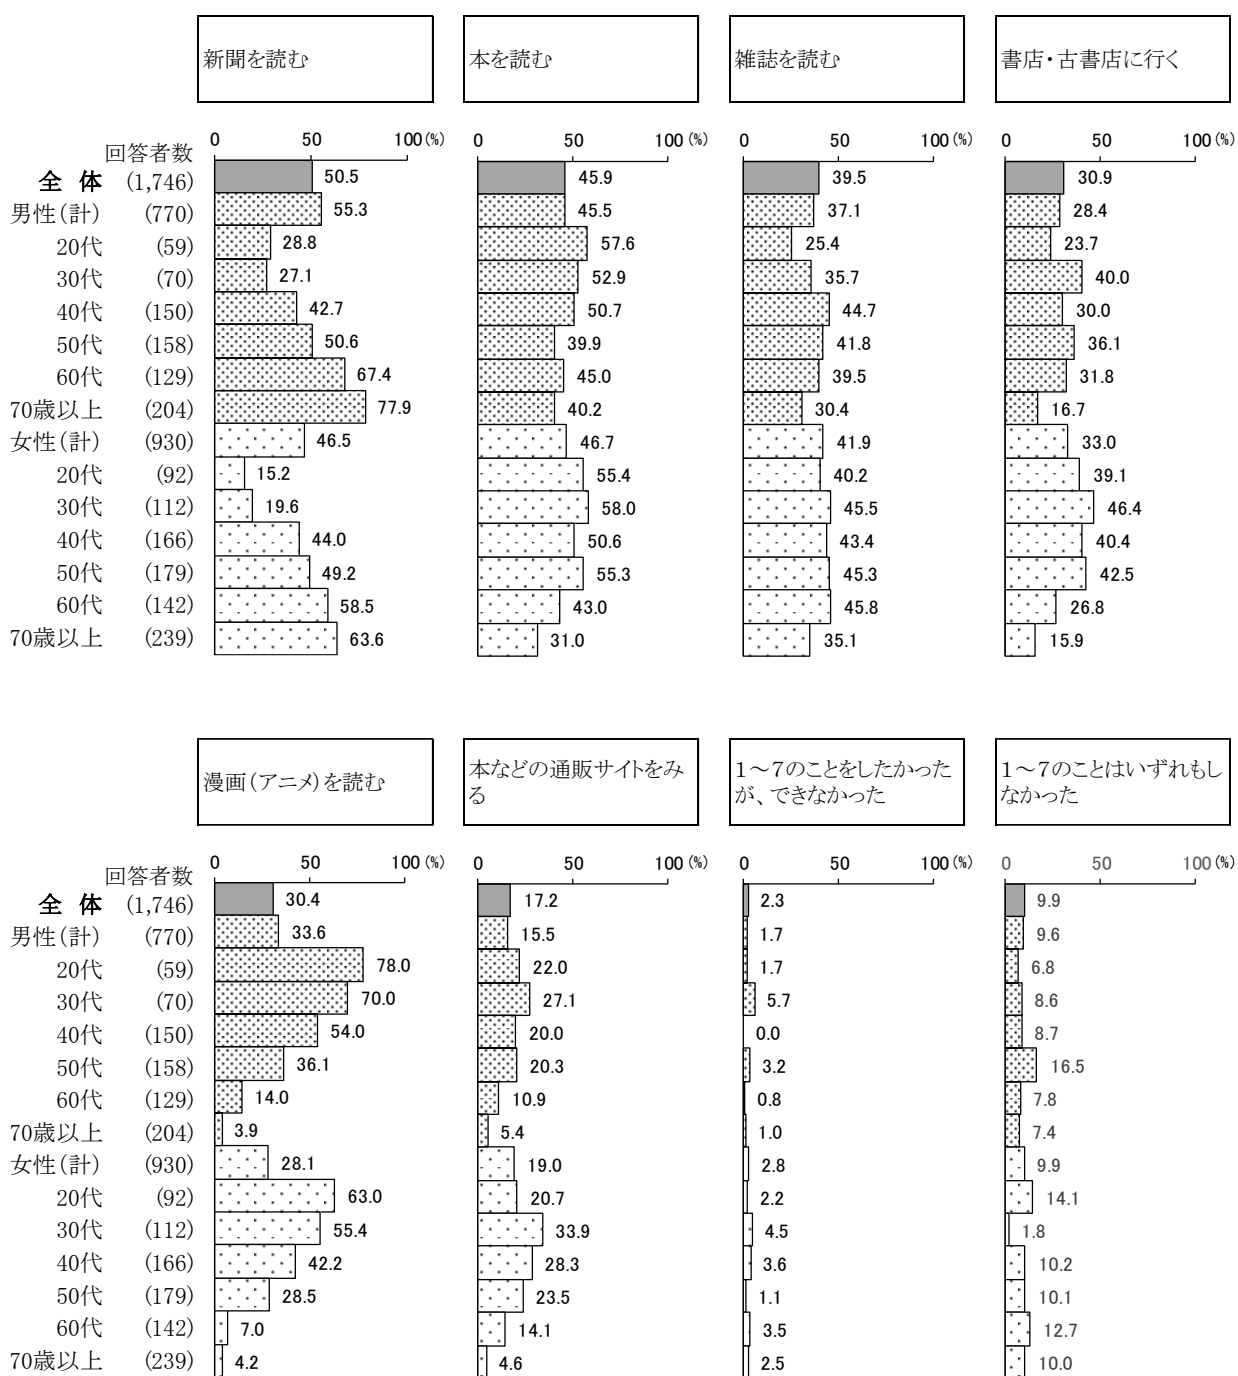 新聞を読む 本を読む 雑誌を読む 書店・古書店に行く
0 50 100(%) 0 50 100(%) 0 50 100(%) 0 50 100(%)
回答者数
全 体 (1,746) 50.5 45.9 39.5 30.9
男性(計) (770) 55.3 45.5 37.1 28.4
20代 (59) 28.8 57.6 25.4 23.7
30代 (70) 27.1 52.9 35.7 40.0
40代 (150) 42.7 50.7 44.7 30.0
50代 (158) 50.6 39.9 41.8 36.1
60代 (129) 67.4 45.0 39.5 31.8
70歳以上 (204) 77.9 40.2 30.4 16.7
女性(計) (930) 46.5 46.7 41.9 33.0
20代 (92) 15.2 55.4 40.2 39.1
30代 (112) 19.6 58.0 45.5 46.4
40代 (166) 44.0 50.6 43.4 40.4
50代 (179) 49.2 55.3 45.3 42.5
60代 (142) 58.5 43.0 45.8 26.8
70歳以上 (239) 63.6 31.0 35.1 15.9
漫画(アニメ)を読む
本などの通販サイトをみ
る
1~7のことをしたかった
が、できなかった
1~7のことはいずれもし
なかった
0 50 100(%) 0 50 100(%) 0 50 100(%) 0 50 100(%)
回答者数
全 体 (1,746) 30.4 17.2 2.3 9.9
男性(計) (770) 33.6 15.5 1.7 9.6
20代 (59) 78.0 22.0 1.7 6.8
30代 (70) 70.0 27.1 5.7 8.6
40代 (150) 54.0 20.0 0.0 8.7
50代 (158) 36.1 20.3 3.2 16.5
60代 (129) 14.0 10.9 0.8 7.8
70歳以上 (204) 3.9 5.4 1.0 7.4
女性(計) (930) 28.1 19.0 2.8 9.9
20代 (92) 63.0 20.7 2.2 14.1
30代 (112) 55.4 33.9 4.5 1.8
40代 (166) 42.2 28.3 3.6 10.2
50代 (179) 28.5 23.5 1.1 10.1
60代 (142) 7.0 14.1 3.5 12.7
70歳以上 (239) 4.2 4.6 2.5 10.0